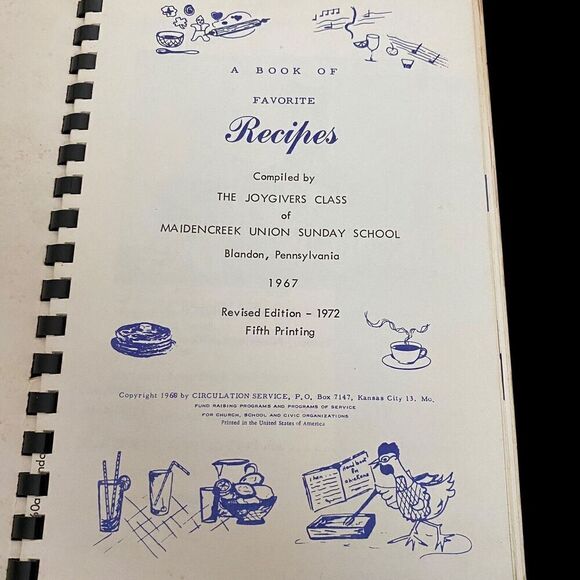 A BOOK OF
FAVORITE
Recipes
Compiled by
THE JOYGIVERS CLASS
of
MAIDENCREEK UNION SUNDAY SCHOOL
Blandon, Pennsylvania
1967
Revised Edition - 1972
Fifth Printing
Copyright 1968 by CIRCULATION SERVICE, P.O. Box 7147, Kansas City 13, Mo.
FUND RAISING PROGRAMS AND PROGRAMS OF SERVICE
FOR CHURCH, SCHOOL AND CIVIC ORGANIZATIONS
Printed in the United States of America